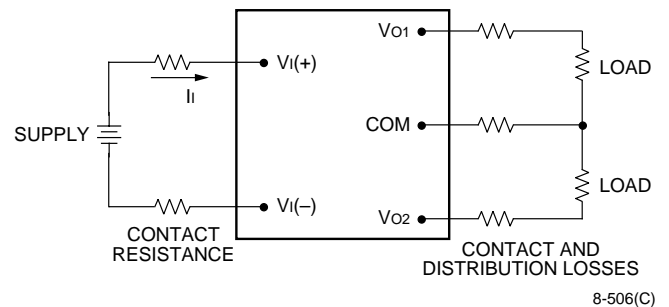 VO1
VI(+)
LOAD
II
COM
SUPPLY
LOAD
VI(–)
VO2
CONTACT
RESISTANCE
CONTACT AND
DISTRIBUTION LOSSES
8-506(C)